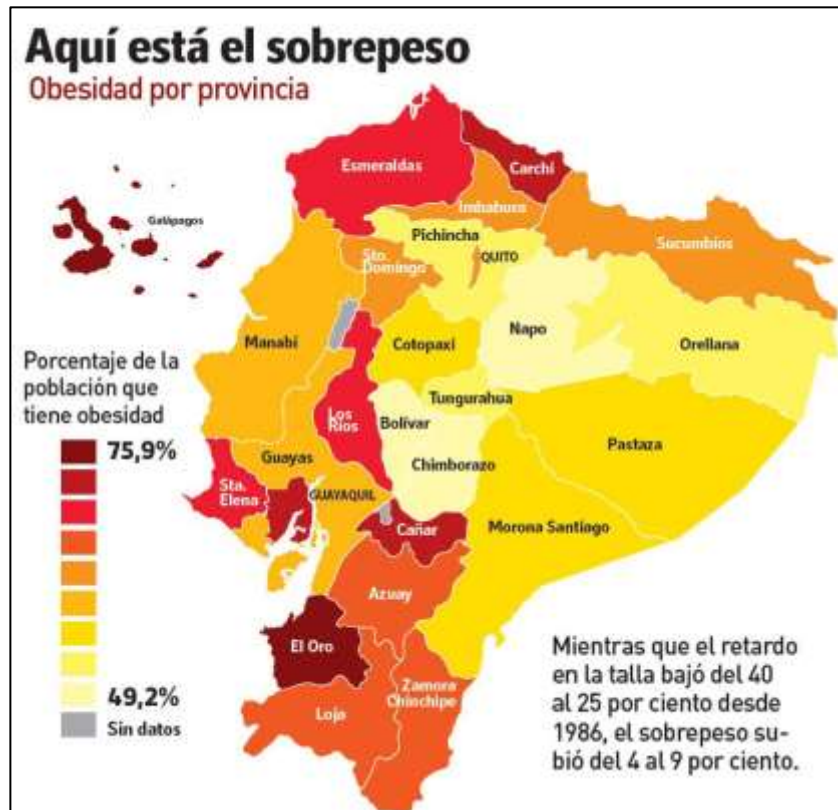 Aquí está el sobrepeso
Obesidad por provincia
Galápagos
Esmeraldas
Carchi
Imbabura
Pichincha
QUITO
Sucumbíos
Sto.
Domingo
Manabí
Cotopaxi
Napo
Orellana
Tungurahua
Los
Ríos
Bolívar
Pastaza
Guayas
Chimborazo
Sta.
Elena
GUAYAQUIL
Cañar
Morona Santiago
Azuay
El Oro
Zamora
Chinchipe
Loja
Porcentaje de la
población que
tiene obesidad
75,9%
49,2%
Sin datos
Mientras que el retardo
en la talla bajó del 40
al 25 por ciento desde
1986, el sobrepeso su-
bió del 4 al 9 por ciento.